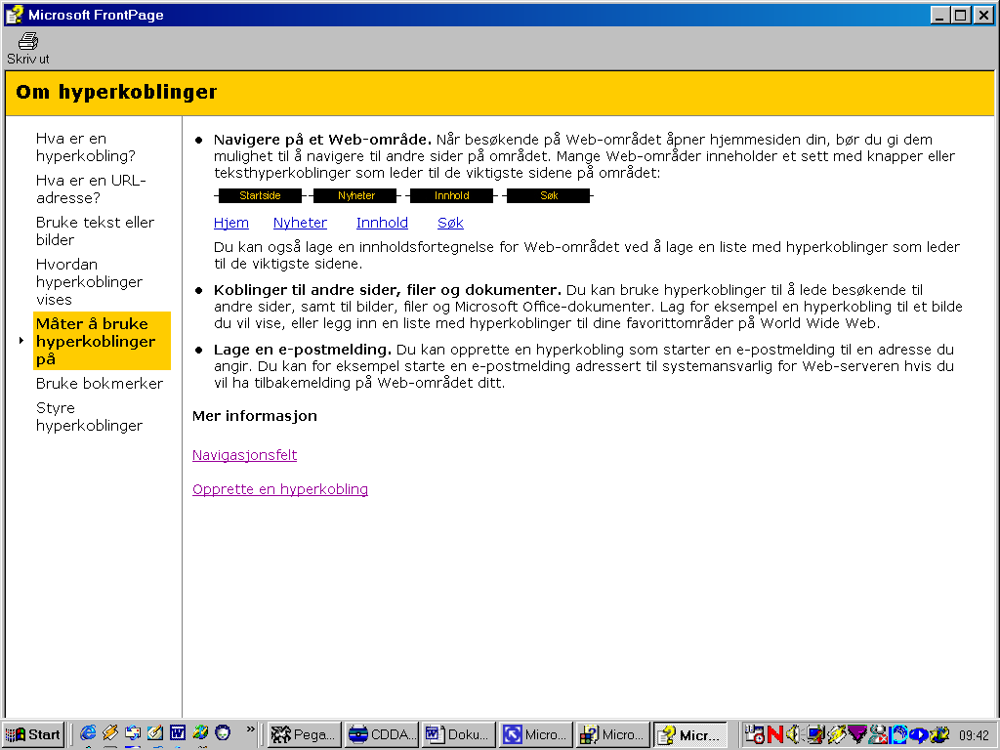 Microsoft FrontPage
Skriv ut
Om hyperkoblinger
Hva er en
hyperkobling?
Hva er en URL-
adresse?
Bruke tekst eller
bilder
Hvordan
hyperkoblinger
vises
Måter å bruke
hyperkoblinger
på
Bruke bokmerker
Styre
hyperkoblinger
Navigere på et Web-område. Når besøkende på Web-området åpner hjemmesiden din, bør du gi dem
mulighet til å navigere til andre sider på området. Mange Web-områder inneholder et sett med knapper eller
teksthyperkoblinger som leder til de viktigste sidene på området:
Startside Nyheter Innhold Søk
Hjem Nyheter Innhold Søk
Du kan også lage en innholdsfortegnelse for Web-området ved å lage en liste med hyperkoblinger som leder
til de viktigste sidene.
Koblinger til andre sider, filer og dokumenter. Du kan bruke hyperkoblinger til å lede besøkende til
andre sider, samt til bilder, filer og Microsoft Office-dokumenter. Lag for eksempel en hyperkobling til et bilde
du vil vise, eller legg inn en liste med hyperkoblinger til dine favorittområder på World Wide Web.
Lage en e-postmelding. Du kan opprette en hyperkobling som starter en e-postmelding til en adresse du
angir. Du kan for eksempel starte en e-postmelding adressert til systemansvarlig for Web-serveren hvis du
vil ha tilbakemelding på Web-området ditt.
Mer informasjon
Navigasjonsfelt
Opprette en hyperkobling
Start » Pega... CDDA... Doku... Micro... Micro... Micr... 09:42